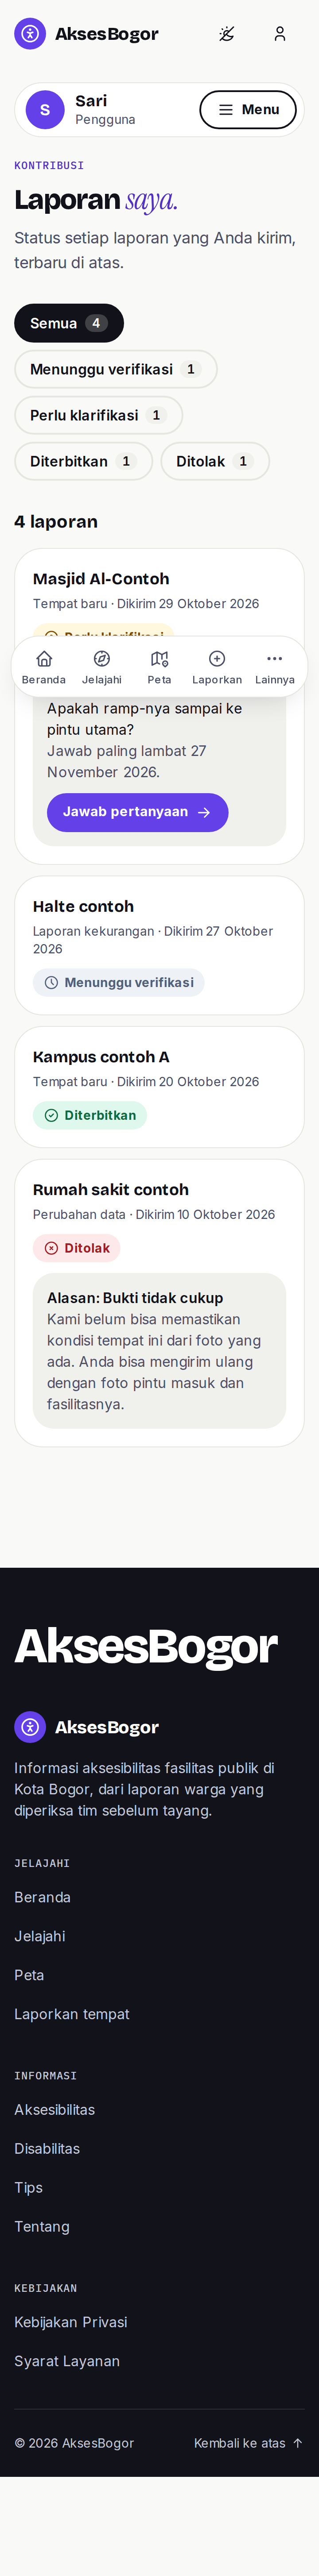 AksesBogor
S
Sari
Pengguna
Menu
KONTRIBUSI
Laporan saya.
Status setiap laporan yang Anda kirim,
terbaru di atas.
Semua 4
Menunggu verifikasi 1
Perlu klarifikasi 1
Diterbitkan 1
Ditolak 1
4 laporan
Masjid Al-Contoh
Tempat baru · Dikirim 29 Oktober 2026
Perlu klarifikasi
Beranda
Jelajahi
Peta
Laporkan
Lainnya
Apakah ramp-nya sampai ke
pintu utama?
Jawab paling lambat 27
November 2026.
Jawab pertanyaan →
Halte contoh
Laporan kekurangan · Dikirim 27 Oktober
2026
Menunggu verifikasi
Kampus contoh A
Tempat baru · Dikirim 20 Oktober 2026
Diterbitkan
Rumah sakit contoh
Perubahan data · Dikirim 10 Oktober 2026
Ditolak
Alasan: Bukti tidak cukup
Kami belum bisa memastikan
kondisi tempat ini dari foto yang
ada. Anda bisa mengirim ulang
dengan foto pintu masuk dan
fasilitasnya.
AksesBogor
AksesBogor
Informasi aksesibilitas fasilitas publik di
Kota Bogor, dari laporan warga yang
diperiksa tim sebelum tayang.
JELAJAHI
Beranda
Jelajahi
Peta
Laporkan tempat
INFORMASI
Aksesibilitas
Disabilitas
Tips
Tentang
KEBIJAKAN
Kebijakan Privasi
Syarat Layanan
© 2026 AksesBogor
Kembali ke atas ↑